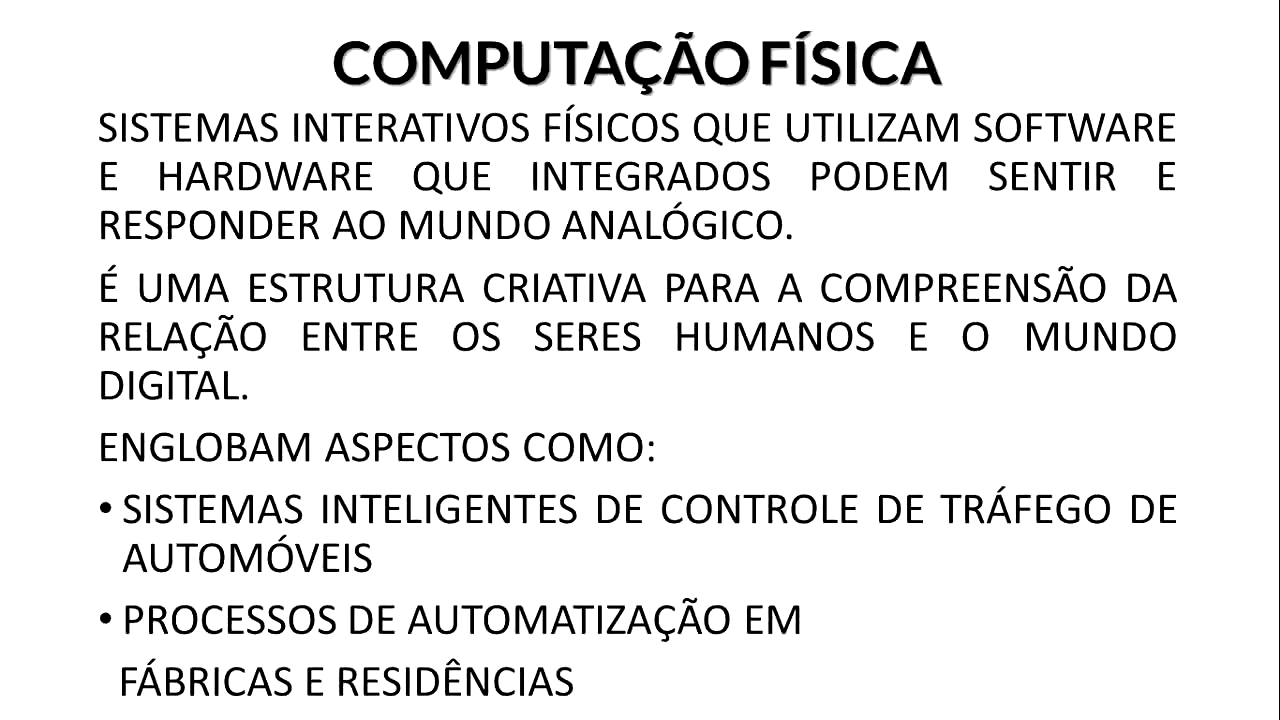 COMPUTAÇÃO FÍSICA
SISTEMAS INTERATIVOS FÍSICOS QUE UTILIZAM SOFTWARE
E HARDWARE QUE INTEGRADOS PODEM SENTIR E
RESPONDER AO MUNDO ANALÓGICO.
É UMA ESTRUTURA CRIATIVA PARA A COMPREENSÃO DA
RELAÇÃO ENTRE OS SERES HUMANOS E O MUNDO
DIGITAL.
ENGLOBAM ASPECTOS COMO:
• SISTEMAS INTELIGENTES DE CONTROLE DE TRÁFEGO DE
AUTOMÓVEIS
• PROCESSOS DE AUTOMATIZAÇÃO EM
FÁBRICAS E RESIDÊNCIAS